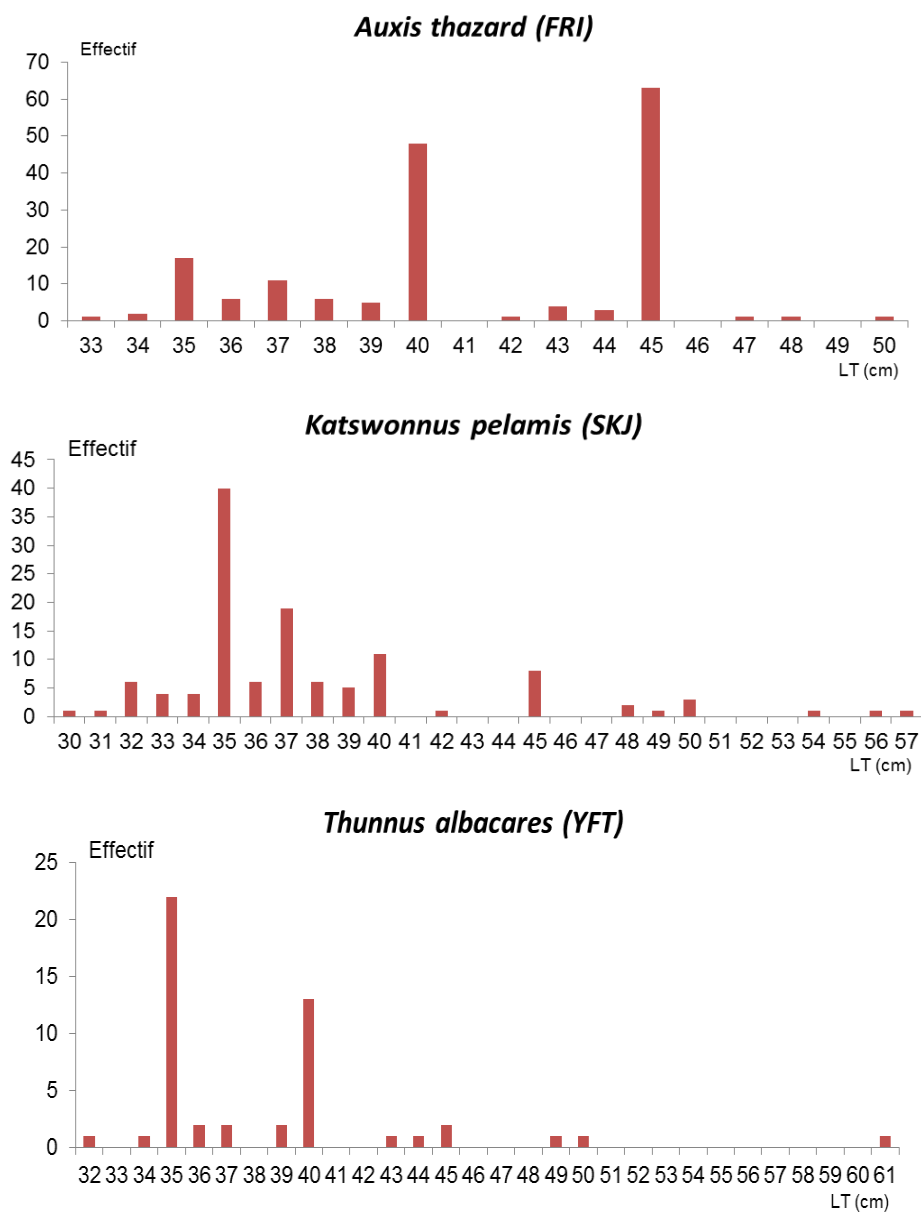 Auxis thazard (FRI)
Effectif
70
60
50
40
30
20
10
0
33 34 35 36 37 38 39 40 41 42 43 44 45 46 47 48 49 50
LT (cm)
Katswonnus pelamis (SKJ)
Effectif
45
40
35
30
25
20
15
10
5
0
30 31 32 33 34 35 36 37 38 39 40 41 42 43 44 45 46 47 48 49 50 51 52 53 54 55 56 57
LT (cm)
Thunnus albacares (YFT)
Effectif
25
20
15
10
5
0
32 33 34 35 36 37 38 39 40 41 42 43 44 45 46 47 48 49 50 51 52 53 54 55 56 57 58 59 60 61
LT (cm)